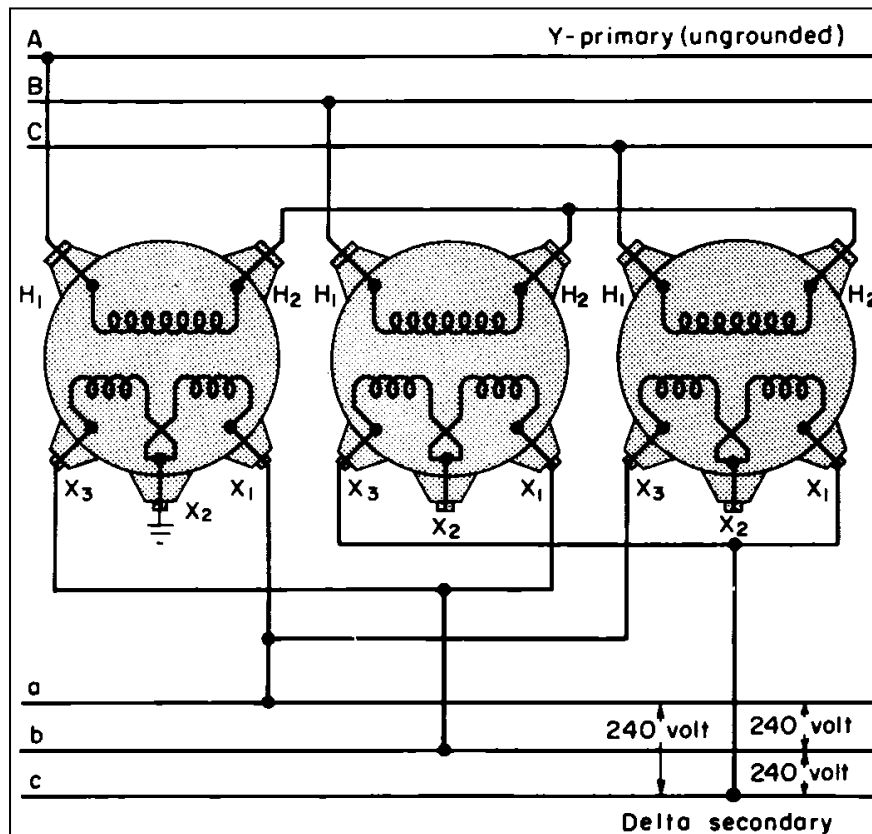 A
Y-primary (ungrounded)
B
C
H1 H2 H1 H2 H1 H2
X3 X2 X1 X3 X2 X1 X3 X2 X1
a
240 volt 240 volt
b
240 volt
c
Delta secondary